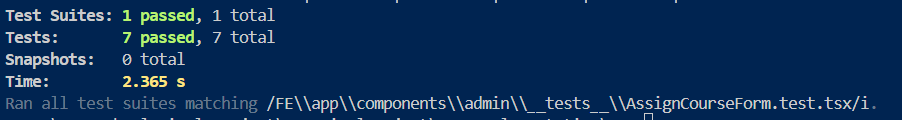 Test Suites: 1 passed, 1 total
Tests:       7 passed, 7 total
Snapshots:   0 total
Time:        2.365 s
Ran all test suites matching /FE\\app\\components\\admin\\__tests__\\AssignCourseForm.test.tsx/i.